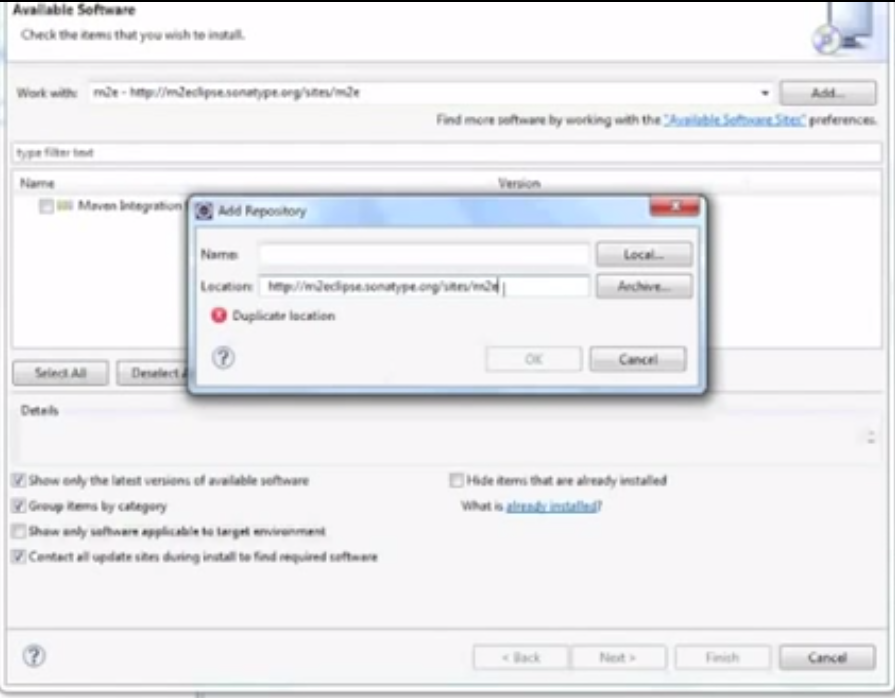 Available Software
Check the items that you wish to install.
Work with: m2e - http://m2eclipse.sonatype.org/sites/m2e Add...
Find more software by working with the "Available Software Sites" preferences.
type filter text
Name Version
Maven Integration
Add Repository
Name: Local...
Location: http://m2eclipse.sonatype.org/sites/m2e Archive...
Duplicate location
? OK Cancel
Select All Deselect
Details
Show only the latest versions of available software Hide items that are already installed
Group items by category What is already installed?
Show only software applicable to target environment
Contact all update sites during install to find required software
? < Back Next > Finish Cancel